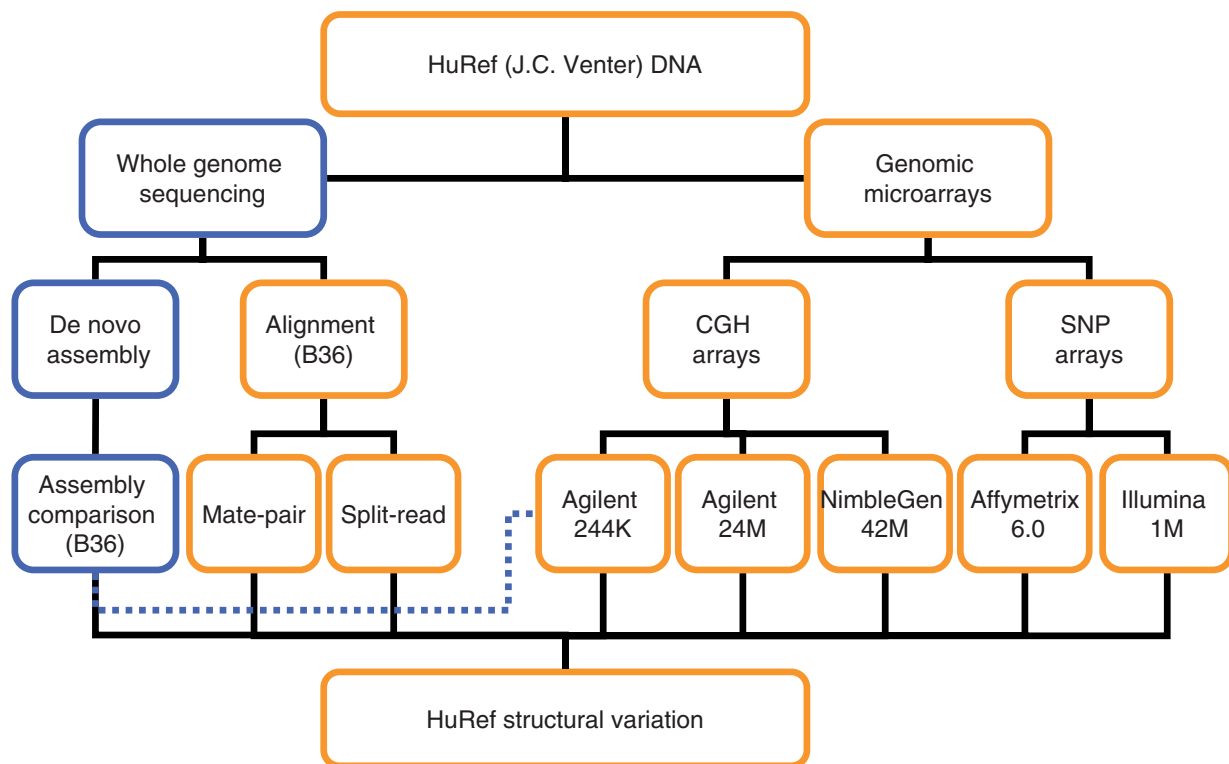 HuRef (J.C. Venter) DNA
Whole genome
sequencing
Genomic
microarrays
De novo
assembly
Alignment
(B36)
CGH
arrays
SNP
arrays
Assembly
comparison
(B36)
Mate-pair
Split-read
Agilent
244K
Agilent
24M
NimbleGen
42M
Affymetrix
6.0
Illumina
1M
HuRef structural variation